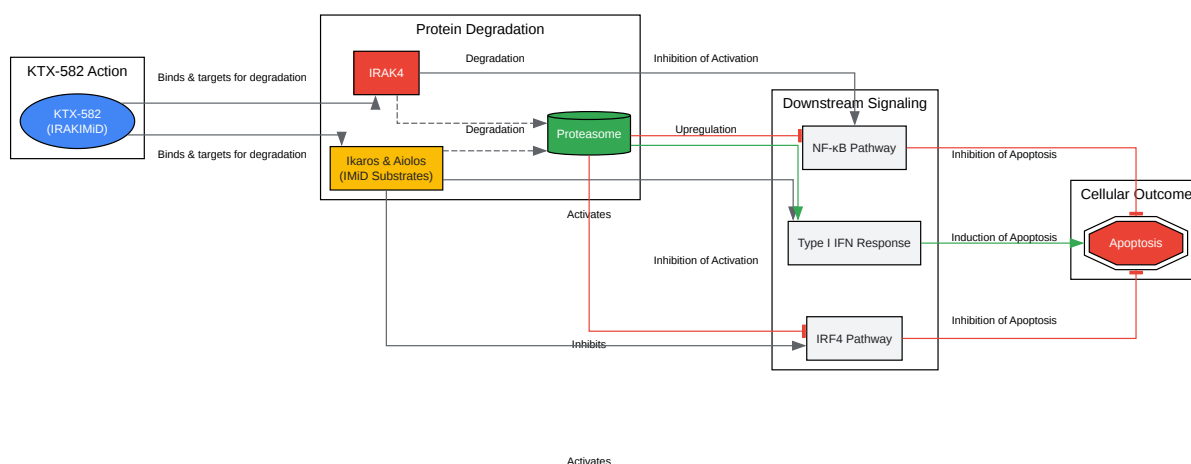 Protein Degradation
KTX-582 Action
KTX-582
(IRAKIMiD)
Binds & targets for degradation
Binds & targets for degradation
IRAK4
Ikaros & Aiolos
(IMiD Substrates)
Degradation
Degradation
Proteasome
Activates
Inhibits
Activates
Inhibition of Activation
Upregulation
Inhibition of Activation
Downstream Signaling
NF-κB Pathway
Type I IFN Response
IRF4 Pathway
Inhibition of Apoptosis
Induction of Apoptosis
Inhibition of Apoptosis
Cellular Outcome
Apoptosis